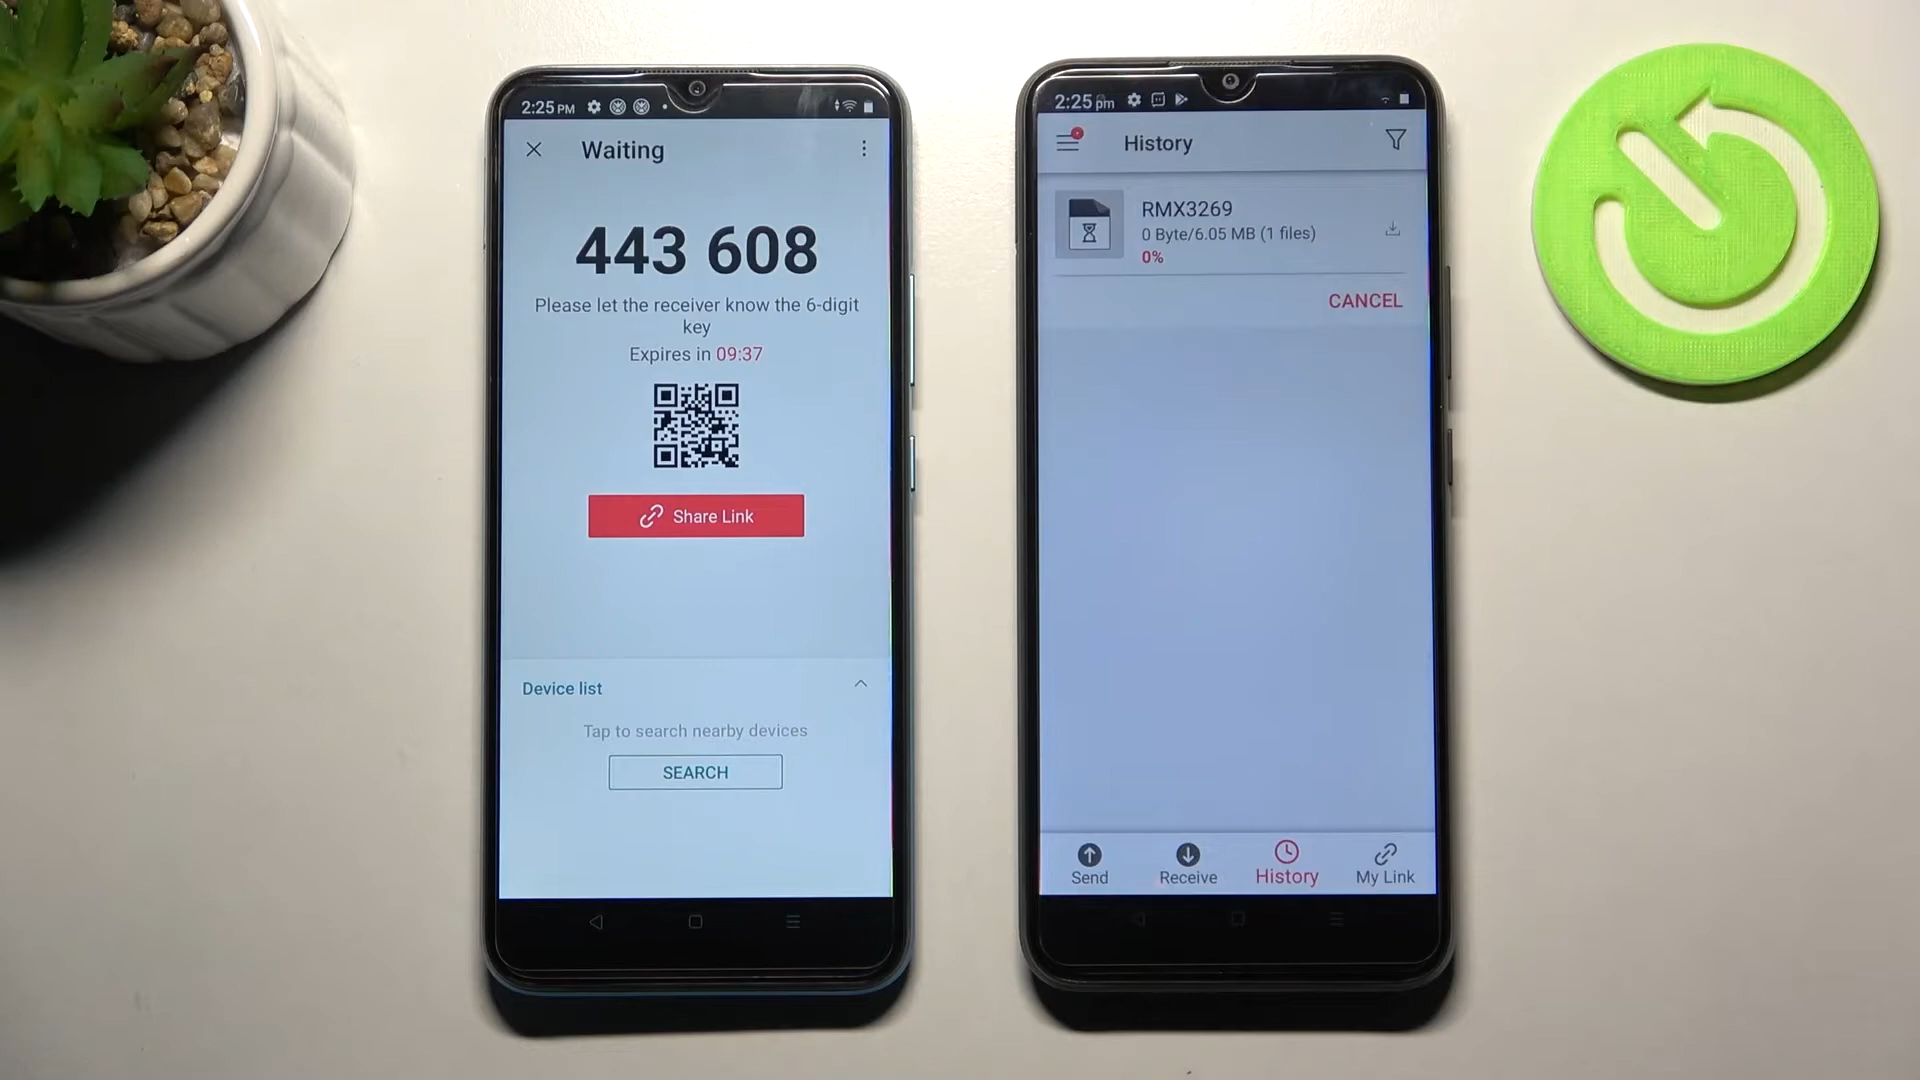 2:25 PM
Waiting
443 608
Please let the receiver know the 6-digit
key
Expires in 09:37
Share Link
Device list
Tap to search nearby devices
SEARCH
2:25 pm
History
RMX3269
0 Byte/6.05 MB (1 files)
0%
CANCEL
Send
Receive
History
My Link